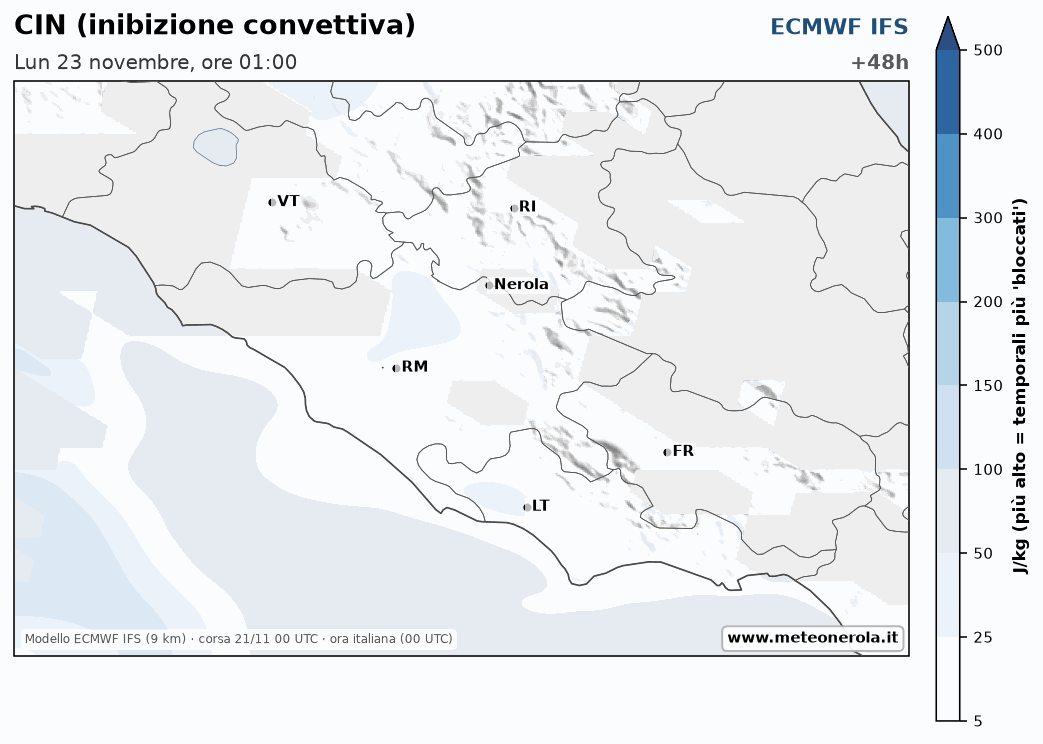 CIN (inibizione convettiva)
ECMWF IFS
Lun 23 novembre, ore 01:00
+48h
VT
RI
Nerola
RM
FR
LT
Modello ECMWF IFS (9 km) · corsa 21/11 00 UTC · ora italiana (00 UTC)
www.meteonerola.it
500
400
300
200
150
100
50
25
5
J/kg (più alto = temporali più 'bloccati')